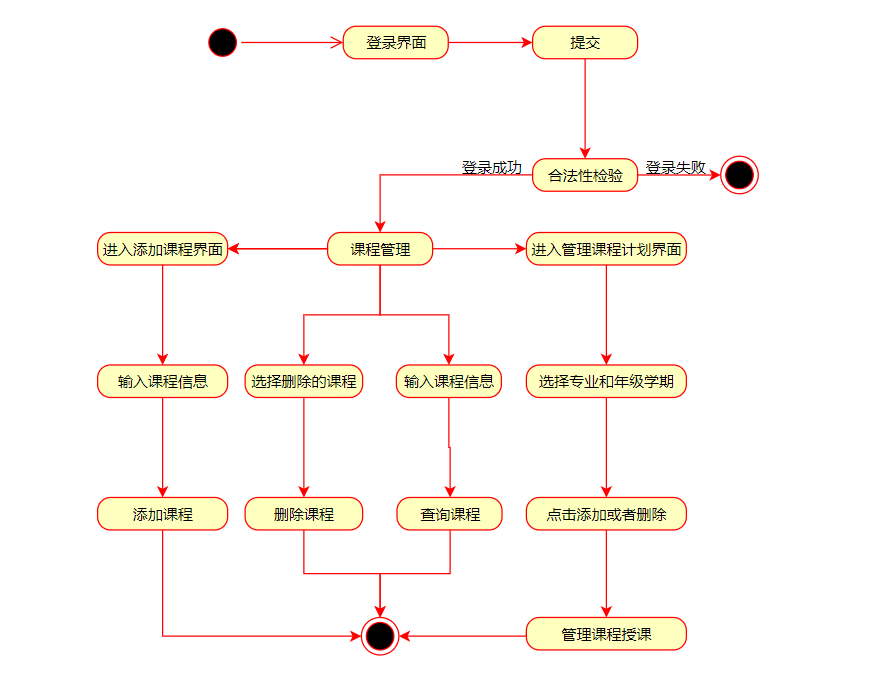 登录界面
提交
登录成功
合法性检验
登录失败
进入添加课程界面
课程管理
进入管理课程计划界面
输入课程信息
选择删除的课程
输入课程信息
选择专业和年级学期
添加课程
删除课程
查询课程
点击添加或者删除
管理课程授课